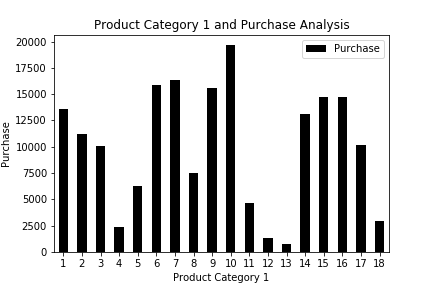 Product Category 1 and Purchase Analysis
Purchase
20000
17500
15000
12500
10000
7500
5000
2500
0
Purchase
1 2 3 4 5 6 7 8 9 10 11 12 13 14 15 16 17 18
Product Category 1